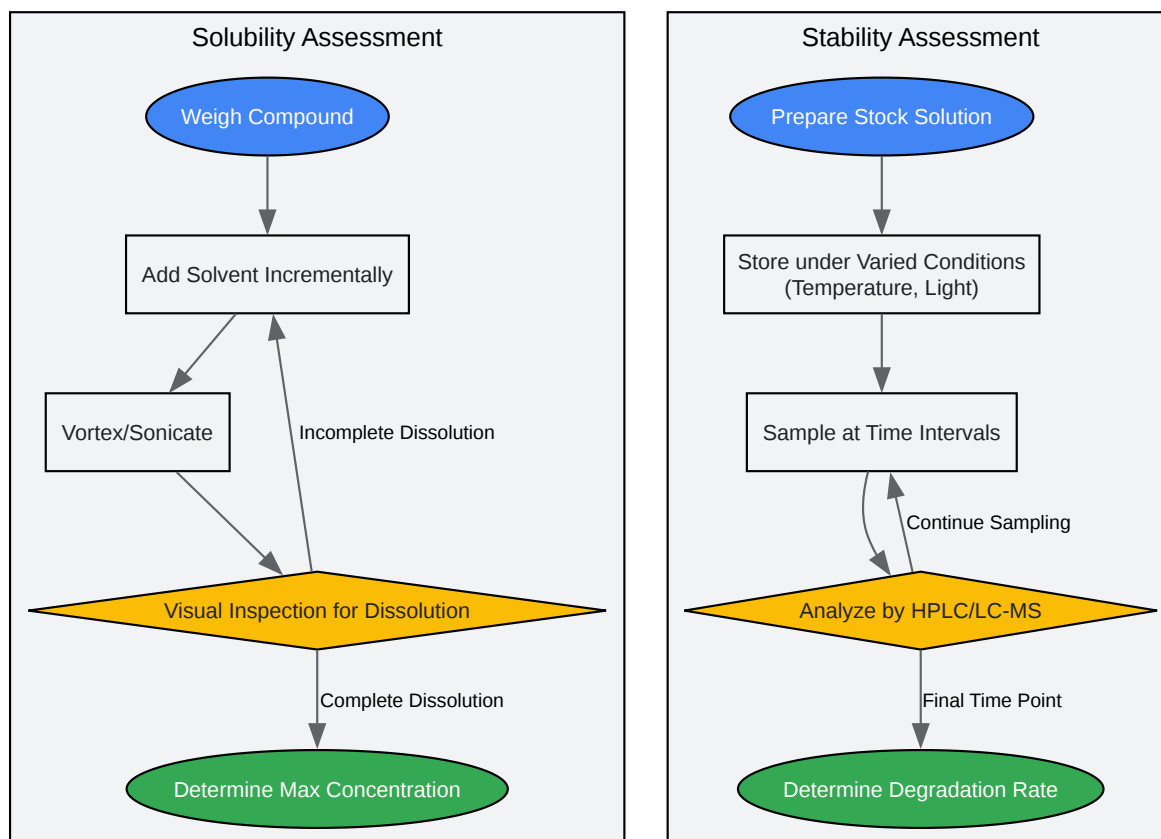 Solubility Assessment
Weigh Compound
Add Solvent Incrementally
Vortex/Sonicate
Incomplete Dissolution
Visual Inspection for Dissolution
Complete Dissolution
Determine Max Concentration
Stability Assessment
Prepare Stock Solution
Store under Varied Conditions
(Temperature, Light)
Sample at Time Intervals
Continue Sampling
Analyze by HPLC/LC-MS
Final Time Point
Determine Degradation Rate